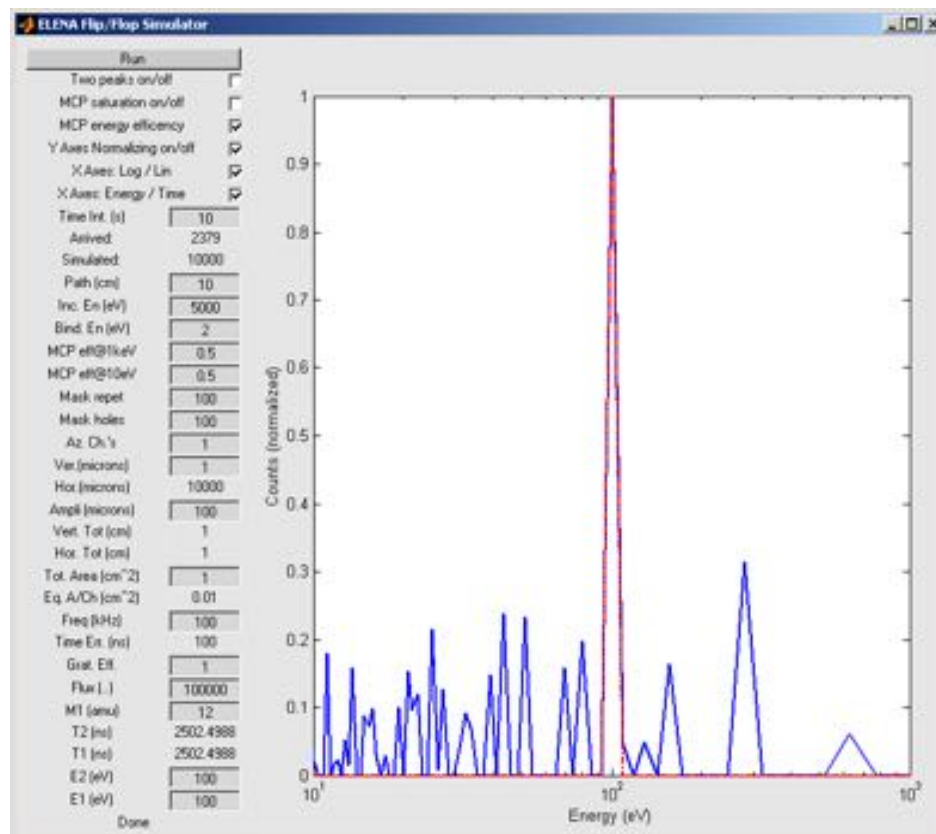 ELENA Flip/Flop Simulator
Run
Two peaks on/off
MCP saturation on/off
MCP energy efficency
Y Axes Normalizing on/off
X Axes: Log / Lin
X Axes: Energy / Time
Time Int. (s) 10
Arrived: 2379
Simulated: 10000
Path (cm) 10
Inc. En (eV) 5000
Bind. En (eV) 2
MCP eff@1keV 0.5
MCP eff@10eV 0.5
Mask repet 100
Mask holes 100
Az. Ch.'s 1
Ver.(microns) 1
Hor.(microns) 10000
Ampli (microns) 100
Vert. Tot (cm) 1
Hor. Tot (cm) 1
Tot. Area (cm^2) 1
Eq. A/Ch (cm^2) 0.01
Freq (kHz) 100
Time Err. (ns) 100
Grat. Eff. 1
Flux (..) 100000
M1 (amu) 12
T2 (ns) 2502.4988
T1 (ns) 2502.4988
E2 (eV) 100
E1 (eV) 100
Done
1
0.9
0.8
0.7
0.6
0.5
0.4
0.3
0.2
0.1
0
Counts (normalized)
10^1 10^2 10^3
Energy (eV)